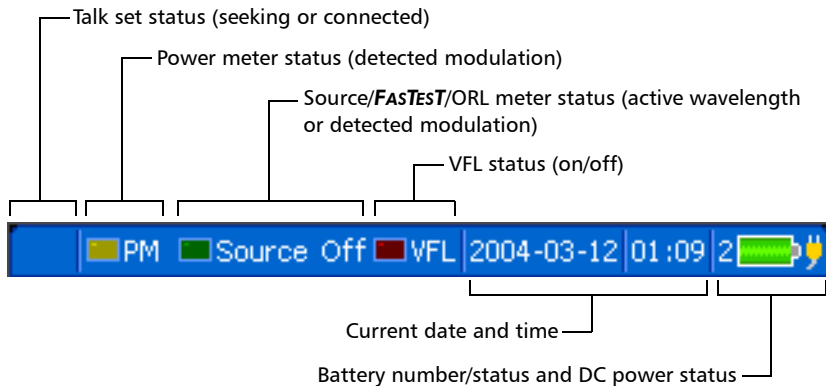 Talk set status (seeking or connected)
Power meter status (detected modulation)
Source/FASTEST/ORL meter status (active wavelength
or detected modulation)
VFL status (on/off)
PM Source Off VFL 2004-03-12 01:09 2
Current date and time
Battery number/status and DC power status